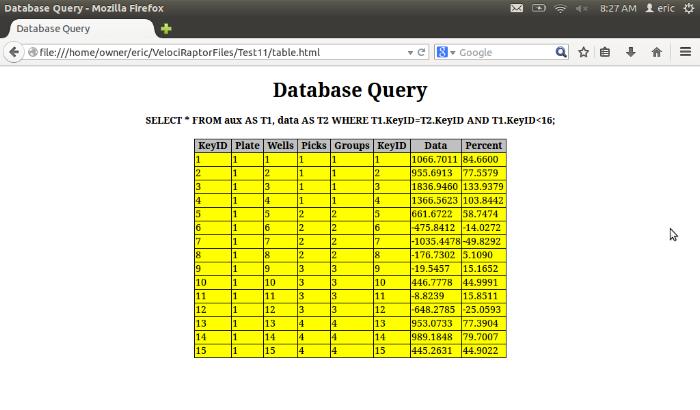 Database Query - Mozilla Firefox 8:27 AM eric
Database Query
file:///home/owner/eric/VelociRaptorFiles/Test11/table.html Google
Database Query
SELECT * FROM aux AS T1, data AS T2 WHERE T1.KeyID=T2.KeyID AND T1.KeyID<16;
KeyID Plate Wells Picks Groups KeyID Data Percent
1 1 1 1 1 1 1066.7011 84.6600
2 1 2 1 1 2 955.6913 77.5579
3 1 3 1 1 3 1836.9460 133.9379
4 1 4 1 1 4 1366.5623 103.8442
5 1 5 2 2 5 661.6722 58.7474
6 1 6 2 2 6 -475.8412 -14.0272
7 1 7 2 2 7 -1035.4478 -49.8292
8 1 8 2 2 8 -176.7302 5.1090
9 1 9 3 3 9 -19.5457 15.1652
10 1 10 3 3 10 446.7778 44.9991
11 1 11 3 3 11 -8.8239 15.8511
12 1 12 3 3 12 -648.2785 -25.0593
13 1 13 4 4 13 953.0733 77.3904
14 1 14 4 4 14 989.1848 79.7007
15 1 15 4 4 15 445.2631 44.9022